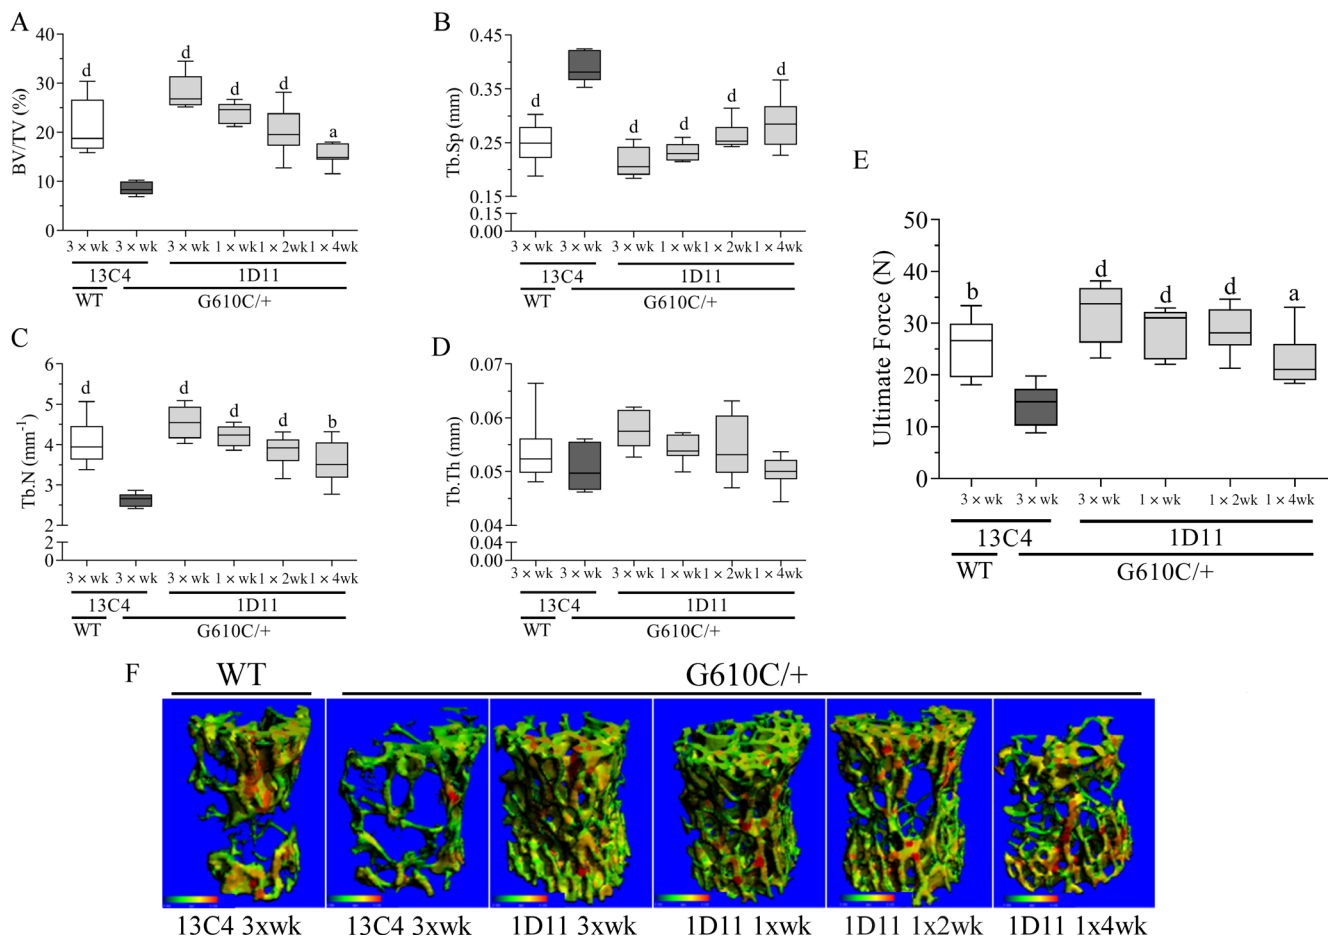 A
BV/TV (%)
40
30
20
10
0
d
d
d
d
a
3 × wk 3 × wk 3 × wk 1 × wk 1 × 2wk 1 × 4wk
13C4 1D11
WT G610C/+
B
Tb.Sp (mm)
0.45
0.35
0.25
0.15
0.15
0.00
d
d
d
d
d
3 × wk 3 × wk 3 × wk 1 × wk 1 × 2wk 1 × 4wk
13C4 1D11
WT G610C/+
C
Tb.N (mm⁻¹)
6
5
4
3
2
2
0
d
d
d
d
b
3 × wk 3 × wk 3 × wk 1 × wk 1 × 2wk 1 × 4wk
13C4 1D11
WT G610C/+
D
Tb.Th (mm)
0.07
0.06
0.05
0.04
0.04
0.00
3 × wk 3 × wk 3 × wk 1 × wk 1 × 2wk 1 × 4wk
13C4 1D11
WT G610C/+
E
Ultimate Force (N)
50
40
30
20
10
0
b
d
d
d
a
3 × wk 3 × wk 3 × wk 1 × wk 1 × 2wk 1 × 4wk
13C4 1D11
WT G610C/+
F
WT G610C/+
13C4 3xwk 13C4 3xwk 1D11 3xwk 1D11 1xwk 1D11 1x2wk 1D11 1x4wk